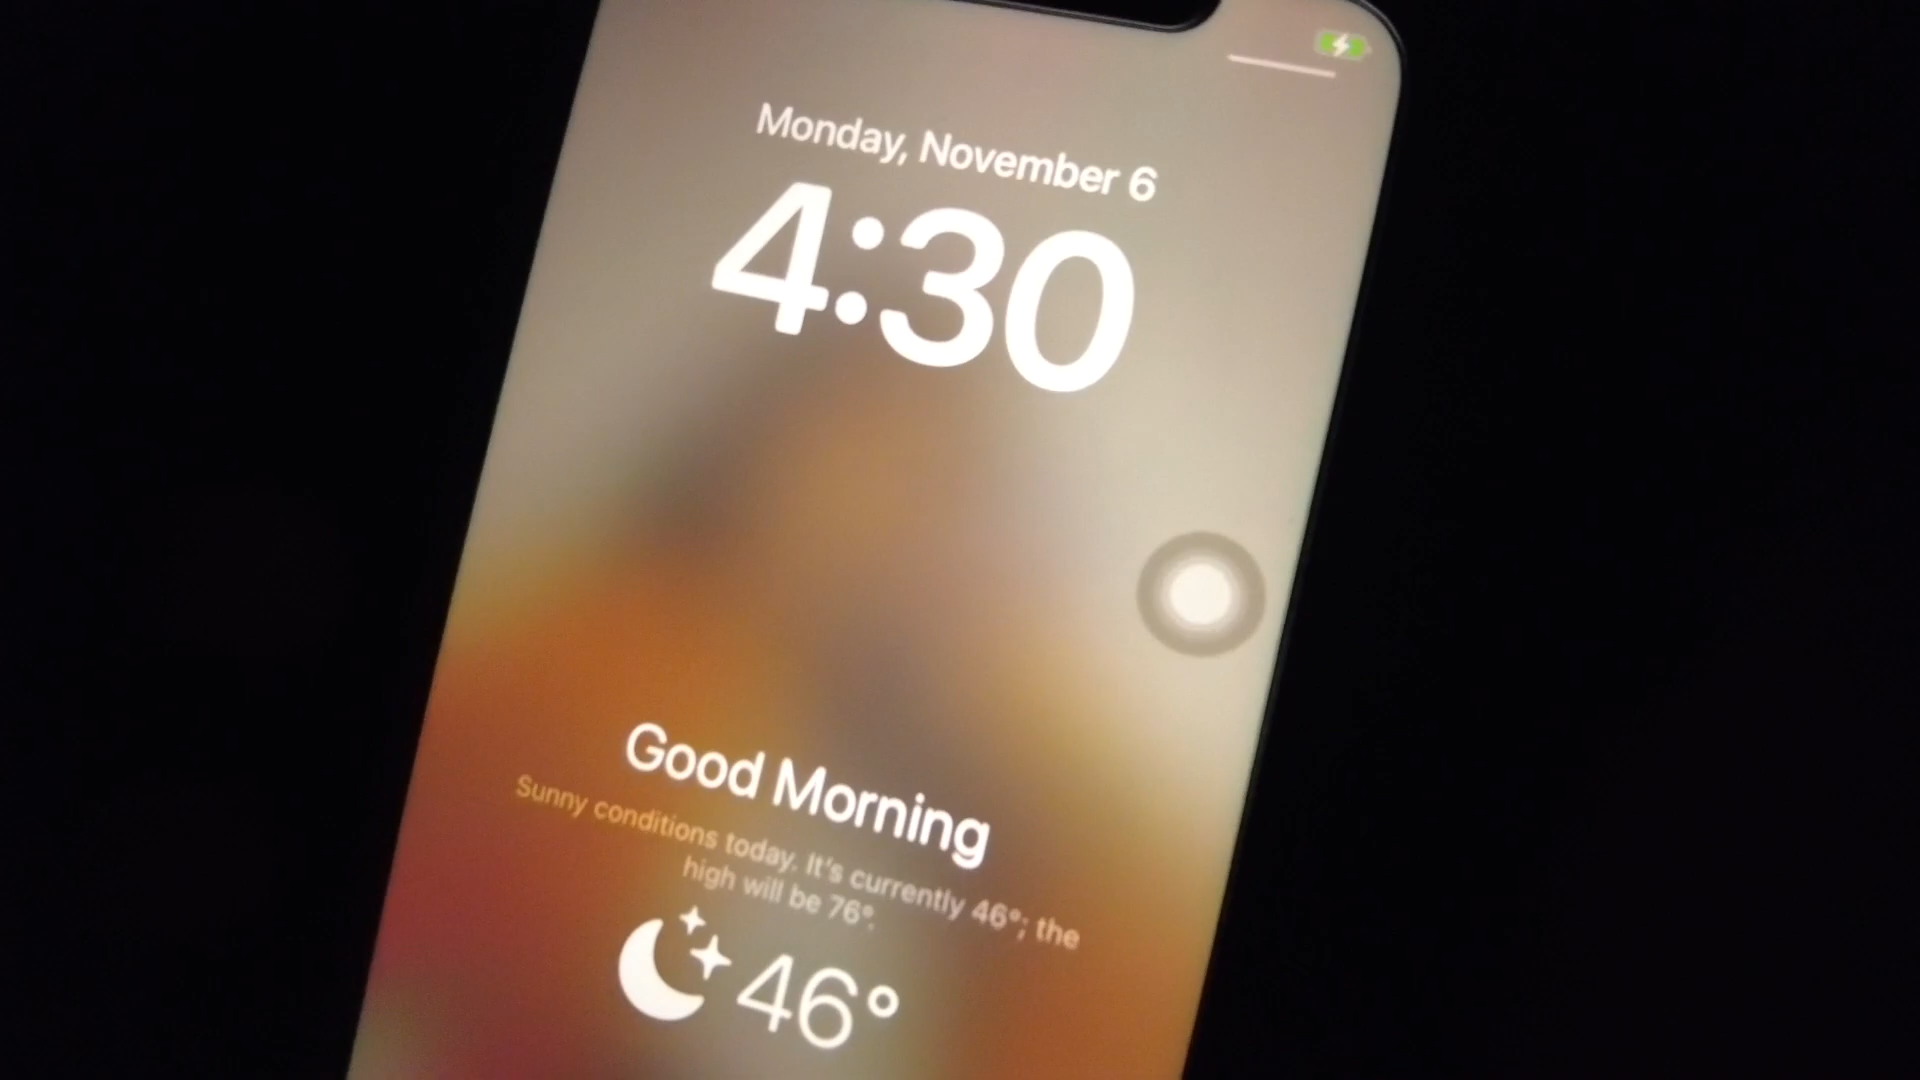 Monday, November 6
4:30
Good Morning
Sunny conditions today. It's currently 46°; the
high will be 76°.
46°